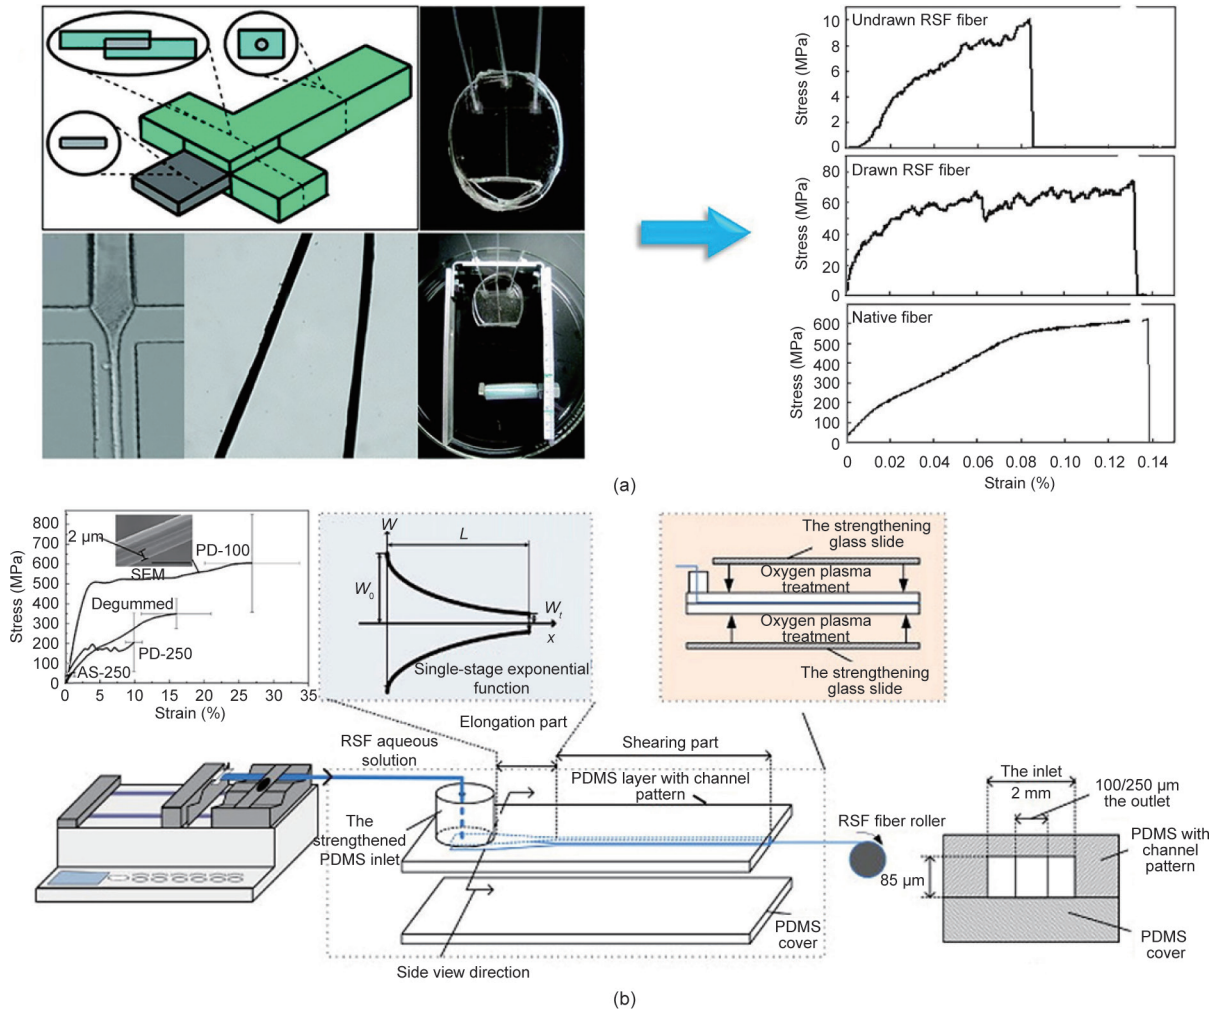 Undrawn RSF fiber
Stress (MPa)
10
8
6
4
2
0
Drawn RSF fiber
Stress (MPa)
80
60
40
20
0
Native fiber
Stress (MPa)
600
500
400
300
200
100
0
0
0.02
0.04
0.06
0.08
0.10
0.12
0.14
Strain (%)
(a)
Stress (MPa)
800
700
600
500
400
300
200
100
0
2 μm
SEM
PD-100
Degummed
PD-250
AS-250
0
5
10
15
20
25
30
35
Strain (%)
W
L
W0
Wt
x
Single-stage exponential
function
The strengthening
glass slide
Oxygen plasma
treatment
Oxygen plasma
treatment
The strengthening
glass slide
Elongation part
Shearing part
RSF aqueous
solution
PDMS layer with channel
pattern
The
strengthened
PDMS inlet
RSF fiber roller
PDMS
cover
Side view direction
The inlet
2 mm
100/250 μm
the outlet
PDMS with
channel
pattern
85 μm
PDMS
cover
(b)